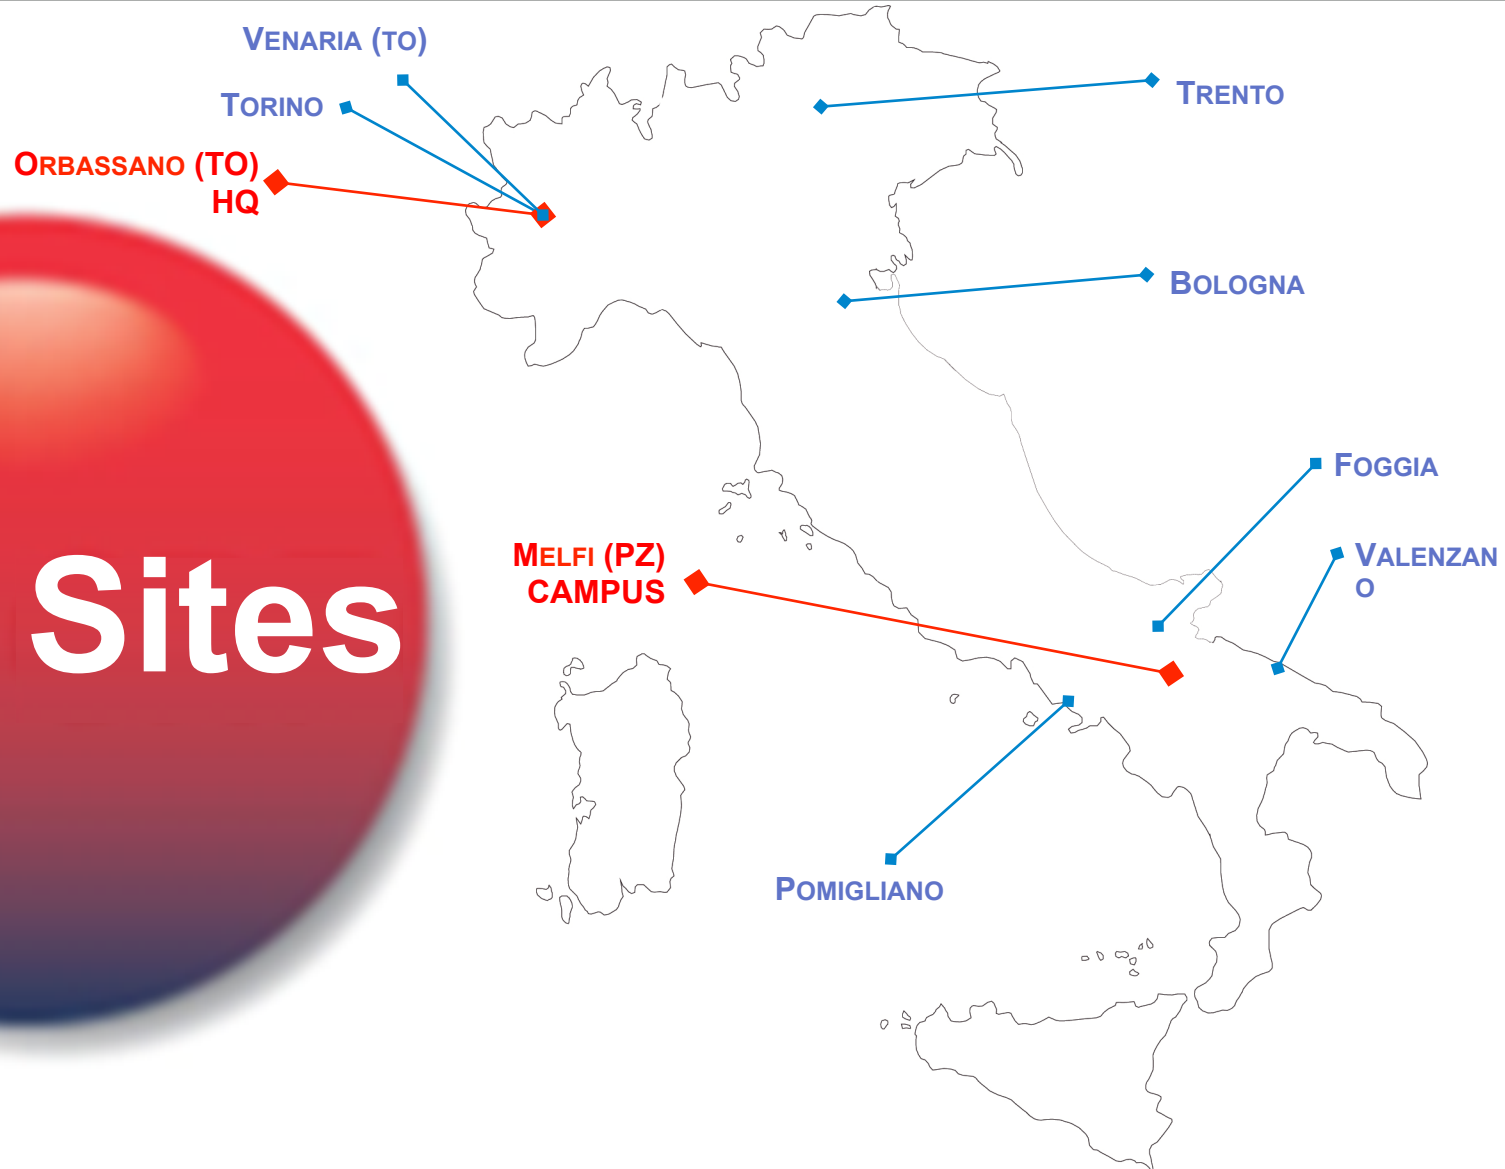 VENARIA (TO)
TORINO
TRENTO
ORBASSANO (TO)
HQ
BOLOGNA
FOGGIA
MELFI (PZ)
CAMPUS
VALENZAN
O
Sites
POMIGLIANO